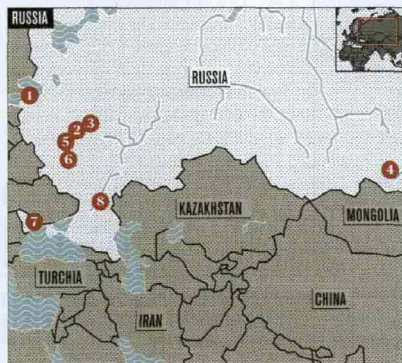 RUSSIA
RUSSIA
1
3
2
5
6
4
8
7
KAZAKHSTAN
MONGOLIA
TURCHIA
IRAN
CHINA